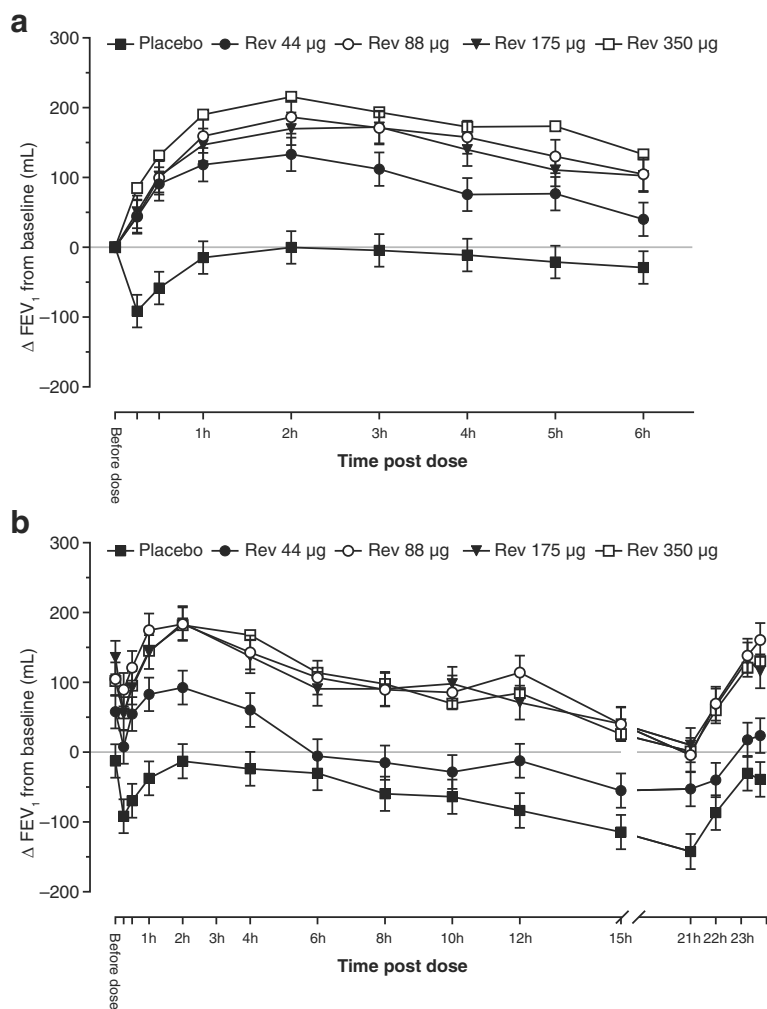 a
300
Placebo Rev 44 µg Rev 88 µg Rev 175 µg Rev 350 µg
200
100
0
–100
–200
Δ FEV₁ from baseline (mL)
Before dose
1h 2h 3h 4h 5h 6h
Time post dose
b
300
Placebo Rev 44 µg Rev 88 µg Rev 175 µg Rev 350 µg
200
100
0
–100
–200
Δ FEV₁ from baseline (mL)
Before dose
1h 2h 3h 4h 6h 8h 10h 12h 15h 21h 22h 23h
Time post dose